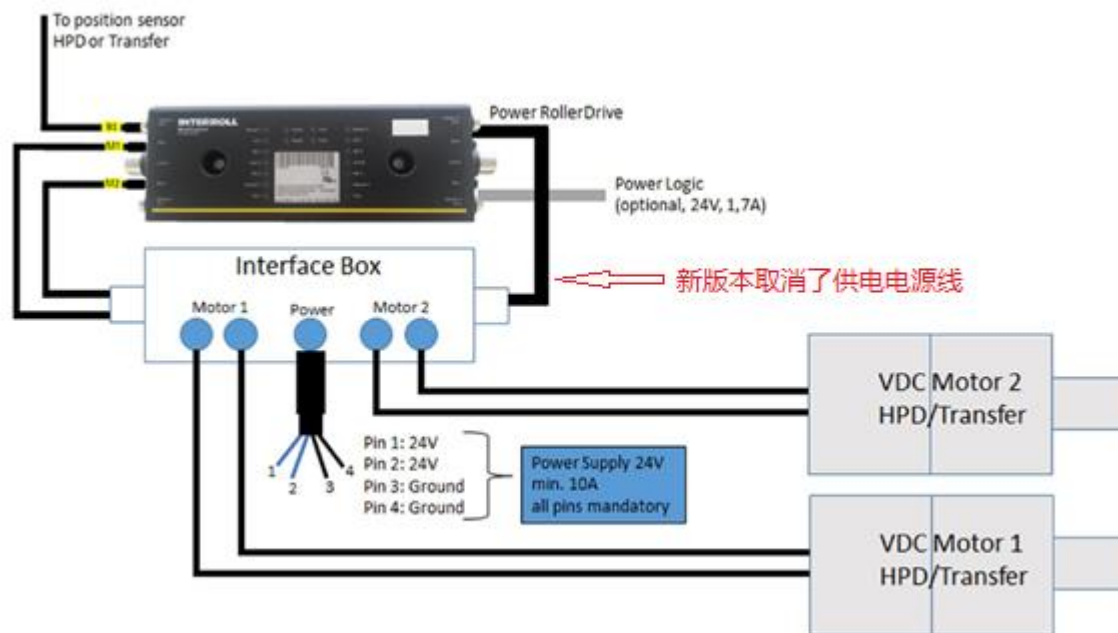 To position sensor
HPD or Transfer
INTERROLL
Power RollerDrive
M1
M2
Power Logic
(optional, 24V, 1,7A)
Interface Box
新版本取消了供电电源线
Motor 1
Power
Motor 2
VDC Motor 2
HPD/Transfer
1
2
3
4
Pin 1: 24V
Pin 2: 24V
Pin 3: Ground
Pin 4: Ground
Power Supply 24V
min. 10A
all pins mandatory
VDC Motor 1
HPD/Transfer